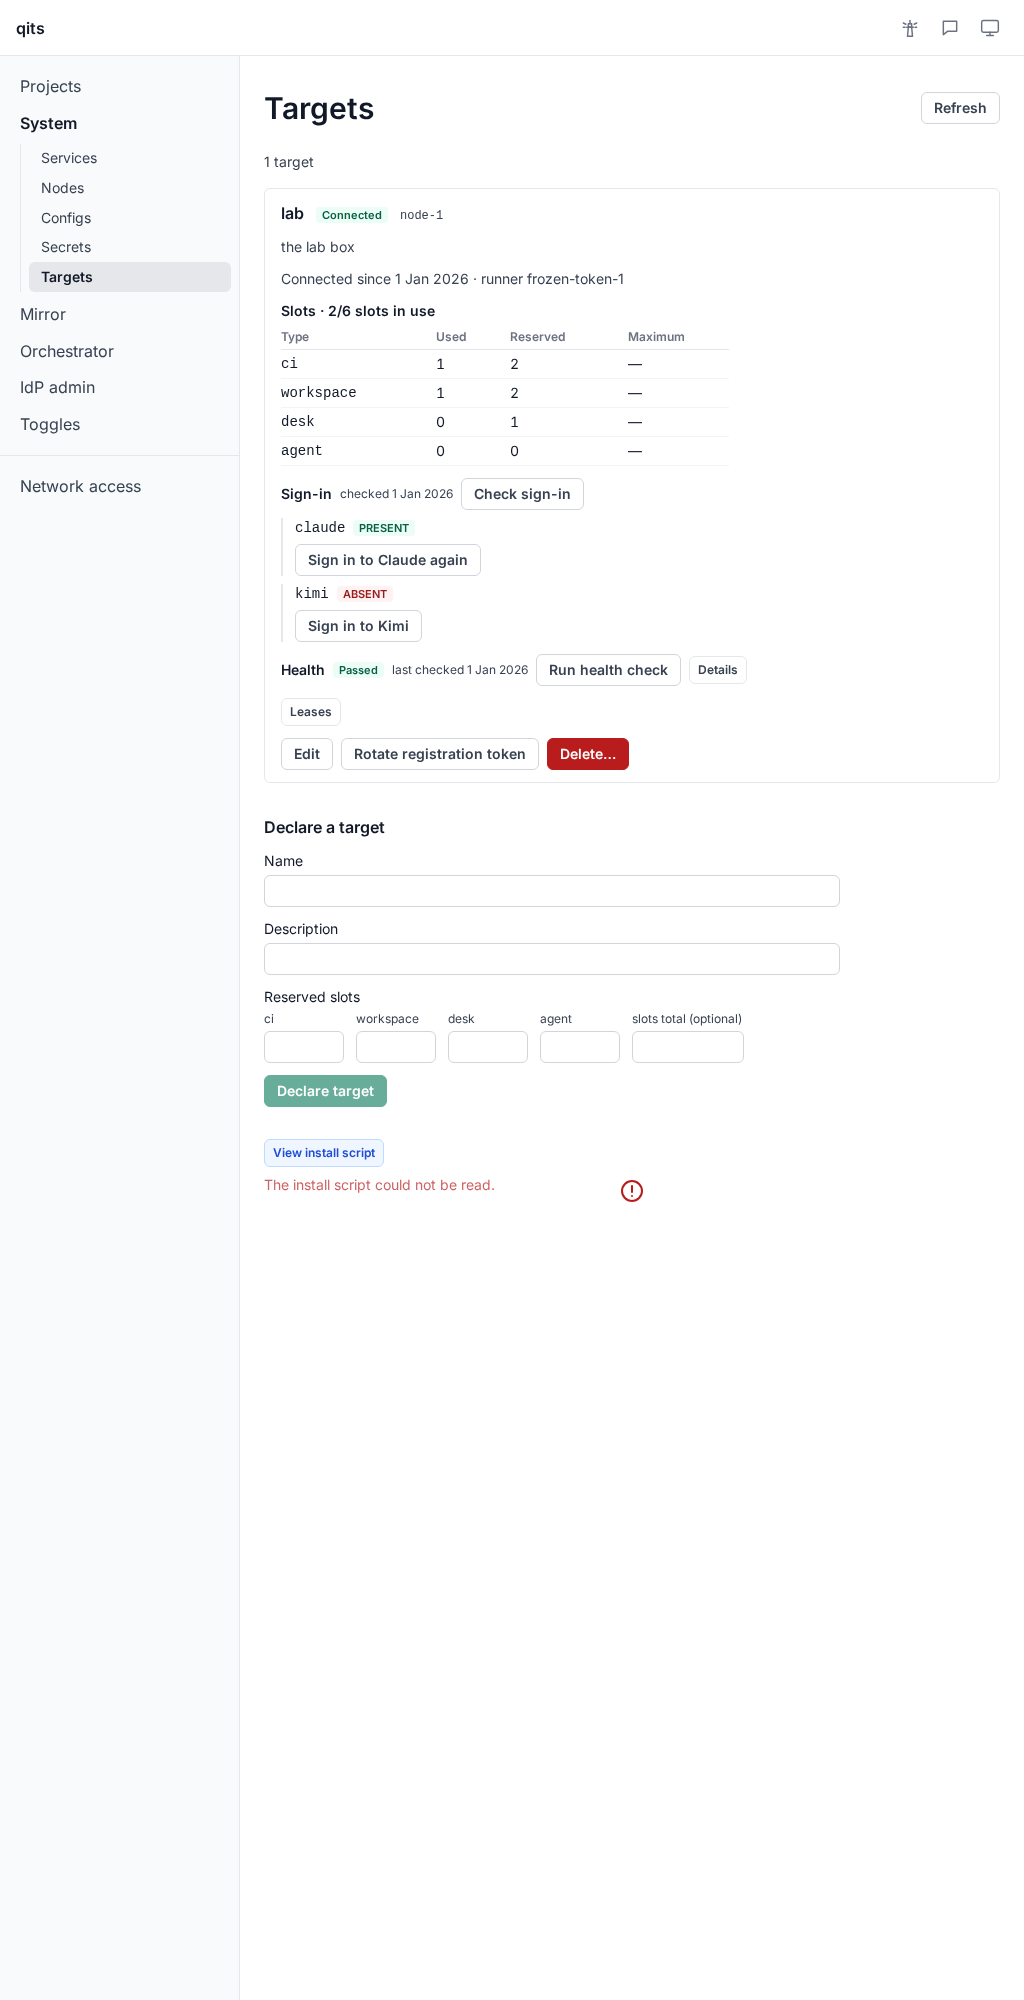 qits
Projects
System
Services
Nodes
Configs
Secrets
Targets
Mirror
Orchestrator
IdP admin
Toggles
Network access
Targets
Refresh
1 target
lab Connected node-1
the lab box
Connected since 1 Jan 2026 · runner frozen-token-1
Slots · 2/6 slots in use
Type Used Reserved Maximum
ci 1 2 —
workspace 1 2 —
desk 0 1 —
agent 0 0 —
Sign-in checked 1 Jan 2026 Check sign-in
claude PRESENT
Sign in to Claude again
kimi ABSENT
Sign in to Kimi
Health Passed last checked 1 Jan 2026 Run health check Details
Leases
Edit Rotate registration token Delete...
Declare a target
Name
Description
Reserved slots
ci workspace desk agent slots total (optional)
Declare target
View install script
The install script could not be read.